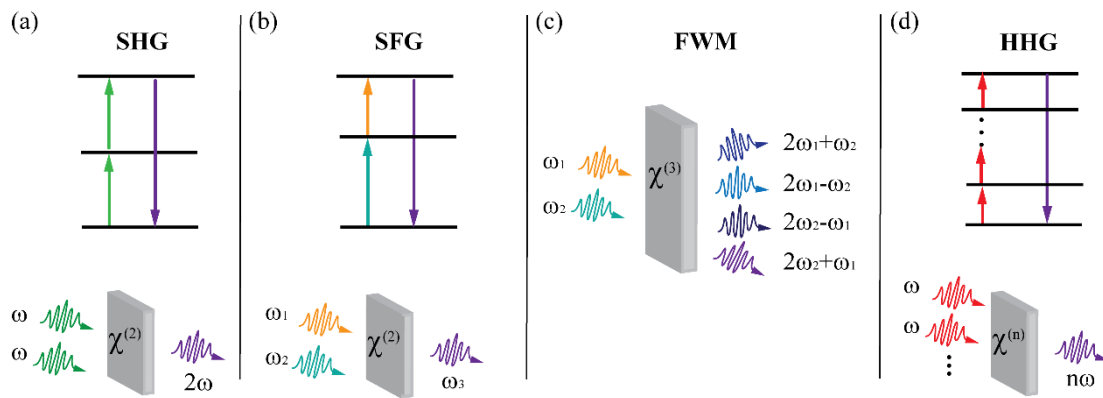 (a)
SHG
ω
ω
χ(2)
2ω
(b)
SFG
ω1
ω2
χ(2)
ω3
(c)
FWM
ω1
ω2
χ(3)
2ω1+ω2
2ω1-ω2
2ω2-ω1
2ω2+ω1
(d)
HHG
ω
ω
χ(n)
nω